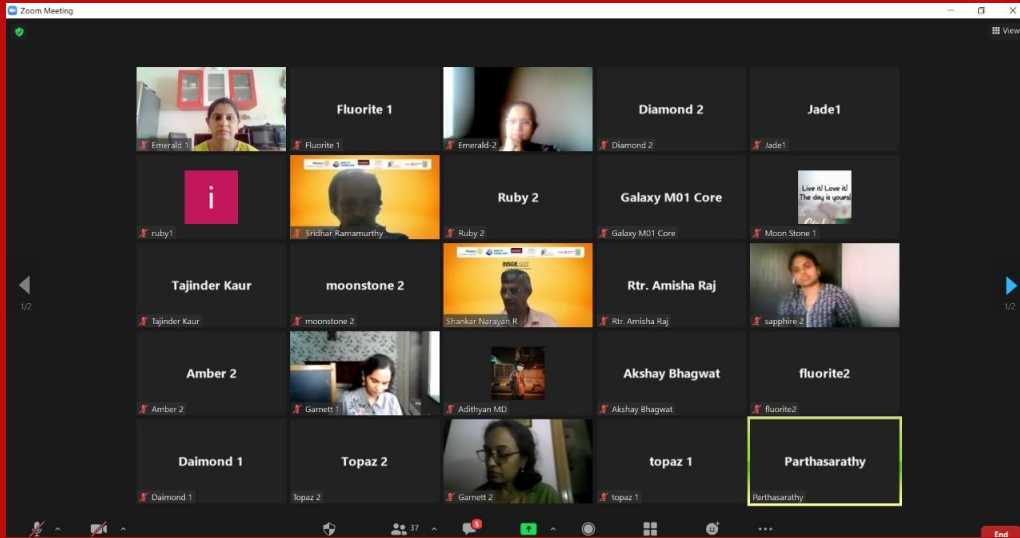 Zoom Meeting
View
Emerald 1
Fluorite 1
Fluorite 1
Emerald-2
Diamond 2
Diamond 2
Jade1
Jade1
i
ruby1
Sridhar Ramamurthy
Ruby 2
Ruby 2
Galaxy M01 Core
Galaxy M01 Core
Live it! Love it!
The day is yours!
Moon Stone 1
Tajinder Kaur
Tajinder Kaur
moonstone 2
moonstone 2
Shankar Narayan R
Rtr. Amisha Raj
Rtr. Amisha Raj
sapphire 2
1/2
1/2
Amber 2
Amber 2
Garnett 1
Adithyan MD
Akshay Bhagwat
Akshay Bhagwat
fluorite2
fluorite2
Daimond 1
Daimond 1
Topaz 2
Topaz 2
Garnett 2
topaz 1
topaz 1
Parthasarathy
Parthasarathy
37
5
End